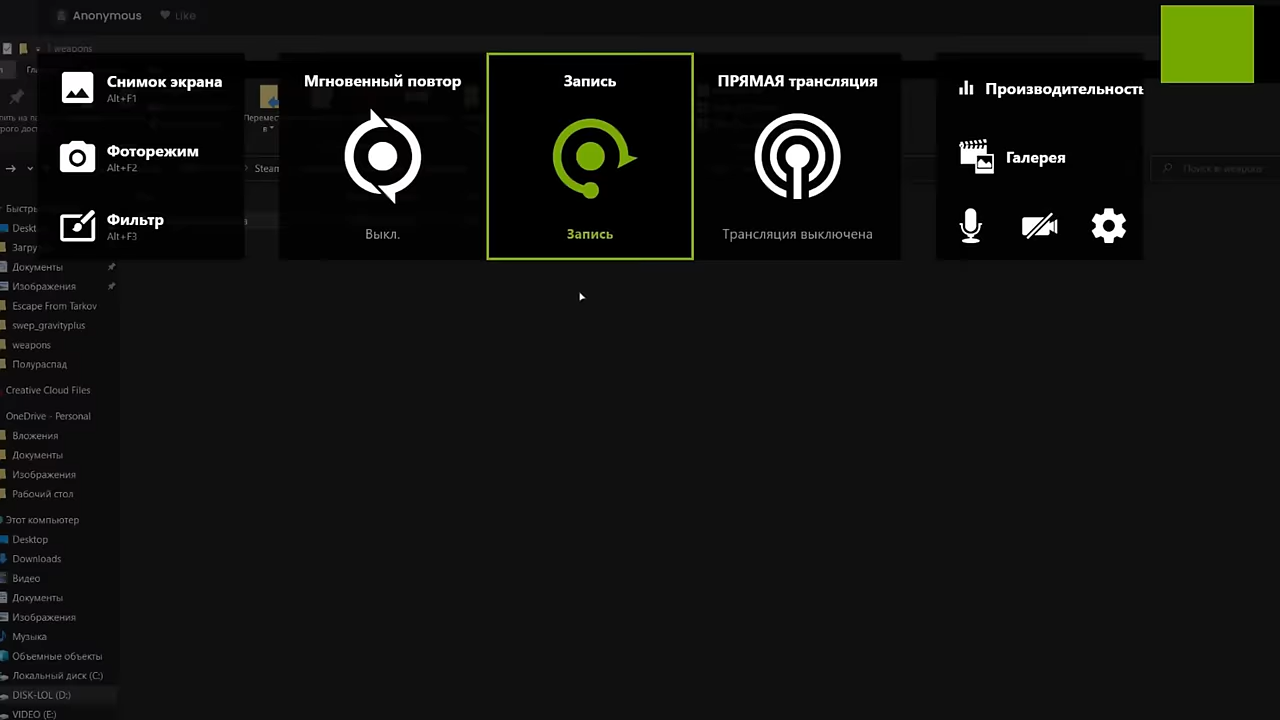 Anonymous
Like
weapons
Снимок экрана
Alt+F1
Фоторежим
Alt+F2
Фильтр
Alt+F3
Мгновенный повтор
Выкл.
Запись
Запись
ПРЯМАЯ трансляция
Трансляция выключена
Производительность
Галерея
Steam
Поиск в: weapons
Документы
Изображения
Escape From Tarkov
swep_gravityplus
weapons
Полураспад
Creative Cloud Files
OneDrive - Personal
Вложения
Документы
Изображения
Рабочий стол
Этот компьютер
Desktop
Downloads
Видео
Документы
Изображения
Музыка
Объемные объекты
Локальный диск (C:)
DISK-LOL (D:)
VIDEO (E:)